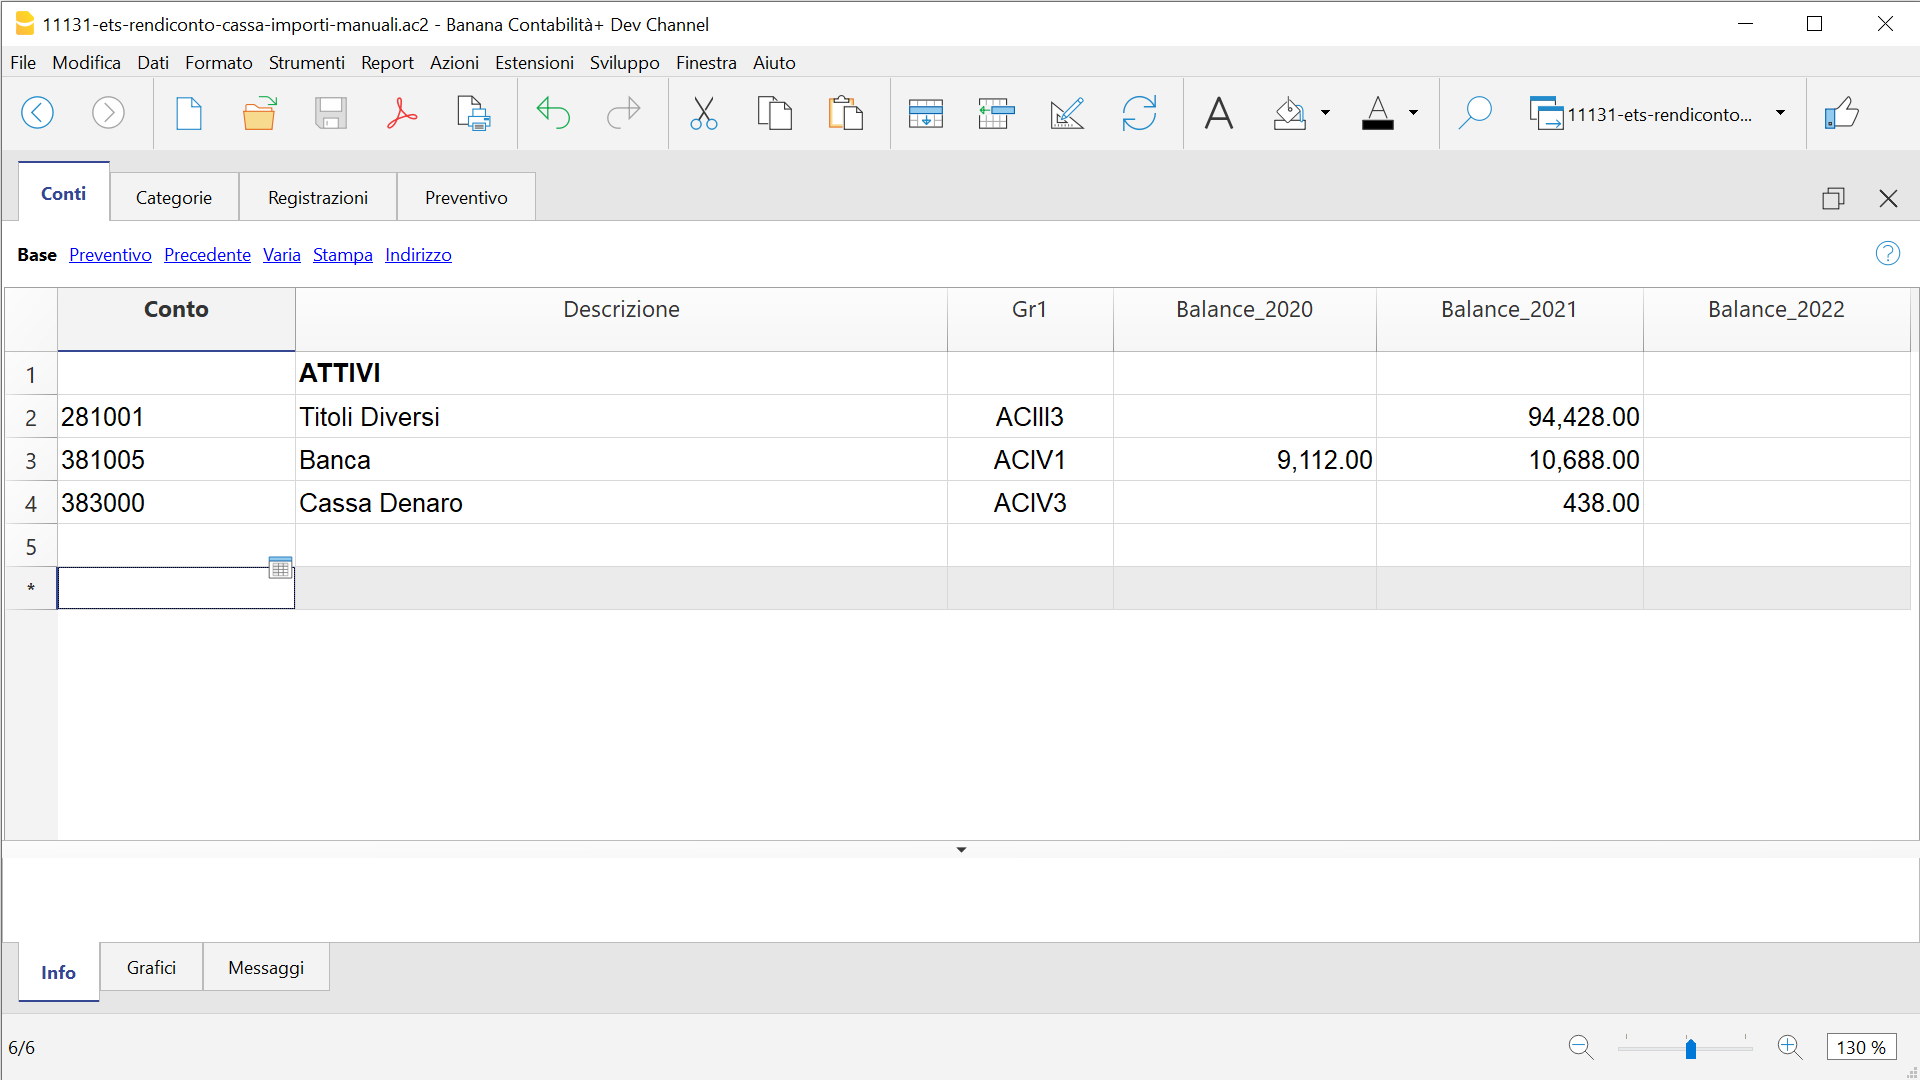 11131-ets-rendiconto-cassa-importi-manuali.ac2 - Banana Contabilità+ Dev Channel
File Modifica Dati Formato Strumenti Report Azioni Estensioni Sviluppo Finestra Aiuto
11131-ets-rendiconto...
Conti Categorie Registrazioni Preventivo
Base Preventivo Precedente Varia Stampa Indirizzo
Conto Descrizione Gr1 Balance_2020 Balance_2021 Balance_2022
1 ATTIVI
2 281001 Titoli Diversi ACIII3 94,428.00
3 381005 Banca ACIV1 9,112.00 10,688.00
4 383000 Cassa Denaro ACIV3 438.00
5
*
Info Grafici Messaggi
6/6 130 %